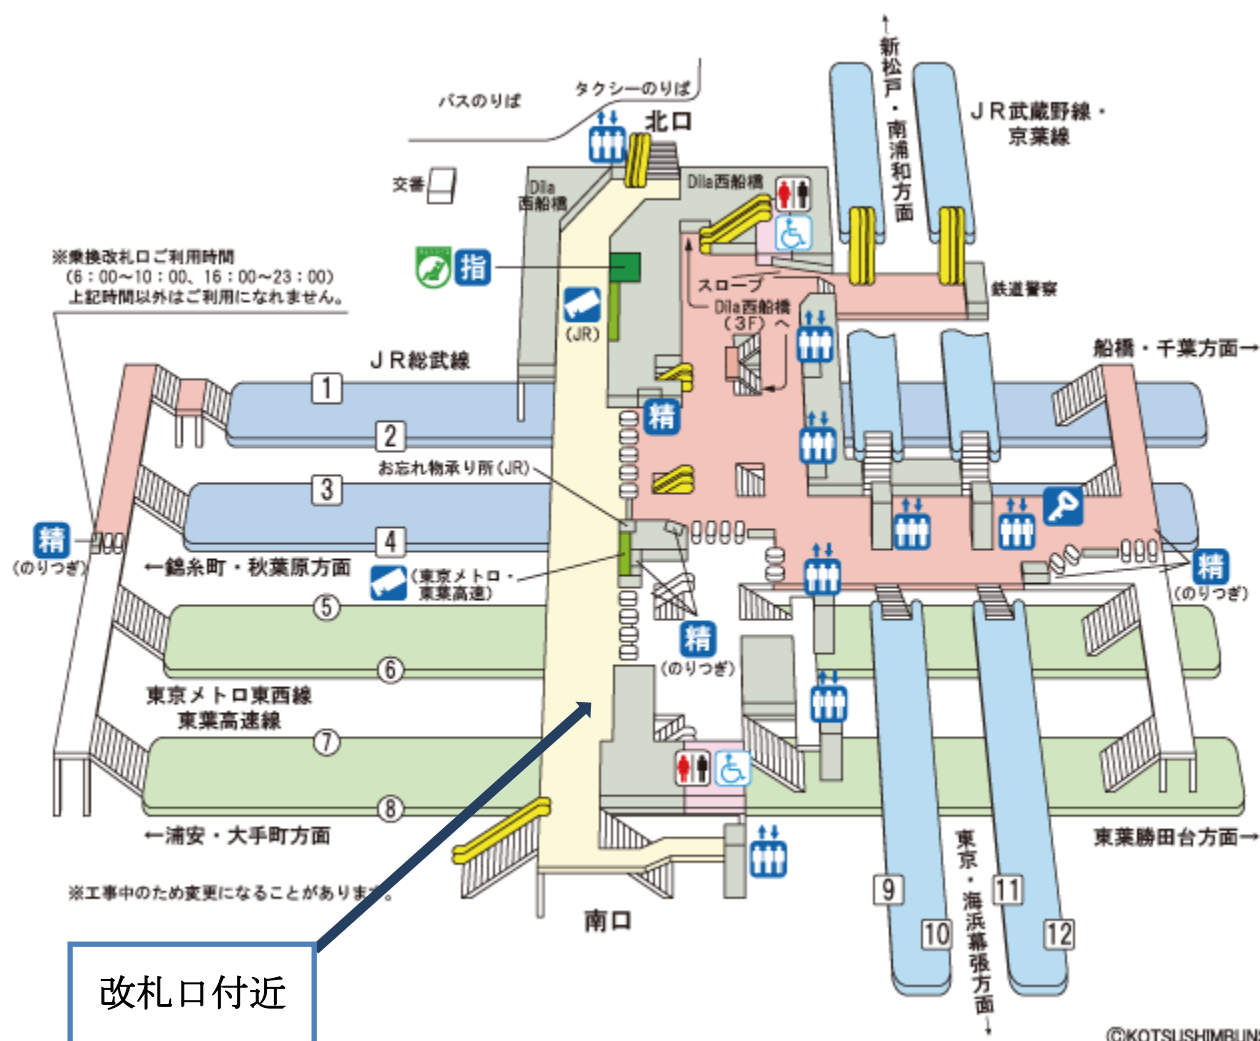 ↑新松戸・南浦和方面
タクシーのりば
バスのりば
北口
JR武蔵野線・
京葉線
交番
Dila
西船橋
Dila西船橋
※乗換改札口ご利用時間
(6:00～10:00、16:00～23:00)
上記時間以外はご利用になれません。
指
スロープ
鉄道警察
(JR)
Dila西船橋
(3F)へ
JR総武線
船橋・千葉方面→
1
2
精
お忘れ物承り所(JR)
3
4
精
(のりつぎ)
←錦糸町・秋葉原方面
(東京メトロ・
東葉高速)
精
(のりつぎ)
5
精
(のりつぎ)
6
東京メトロ東西線
東葉高速線
7
8
←浦安・大手町方面
東葉勝田台方面→
※工事中のため変更になることがあります。
南口
9
10
11
12
東京・海浜幕張方面→
改札口付近
©KOTSUSHIMBUNS